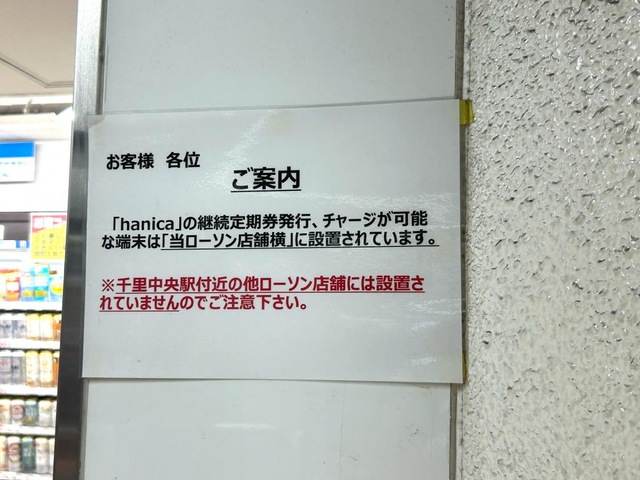 お客様 各位
ご案内
「hanica」の継続定期券発行、チャージが可能
な端末は「当ローソン店舗横」に設置されています。
※千里中央駅付近の他ローソン店舗には設置さ
れていませんのでご注意下さい。